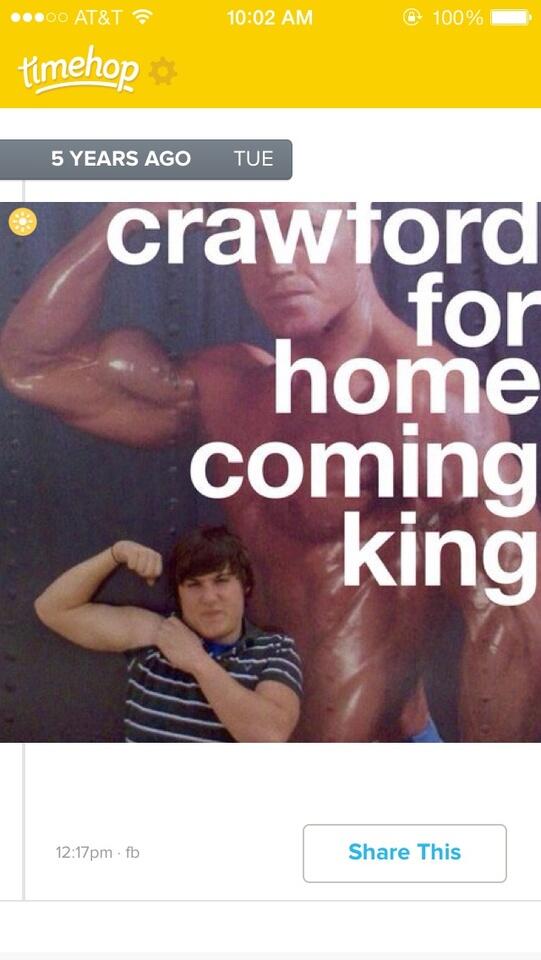 AT&T 10:02 AM 100%
timehop
5 YEARS AGO TUE
crawford
for
home
coming
king
12:17pm · fb
Share This